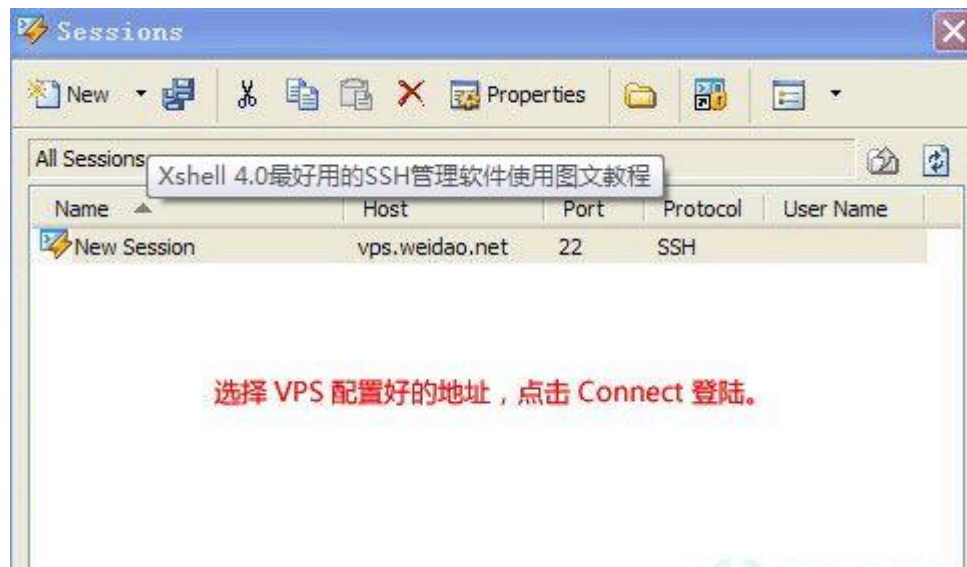 Sessions
New Properties
All Sessions
Xshell 4.0最好用的SSH管理软件使用图文教程
Name Host Port Protocol User Name
New Session vps.weidao.net 22 SSH
选择 VPS 配置好的地址，点击 Connect 登陆。